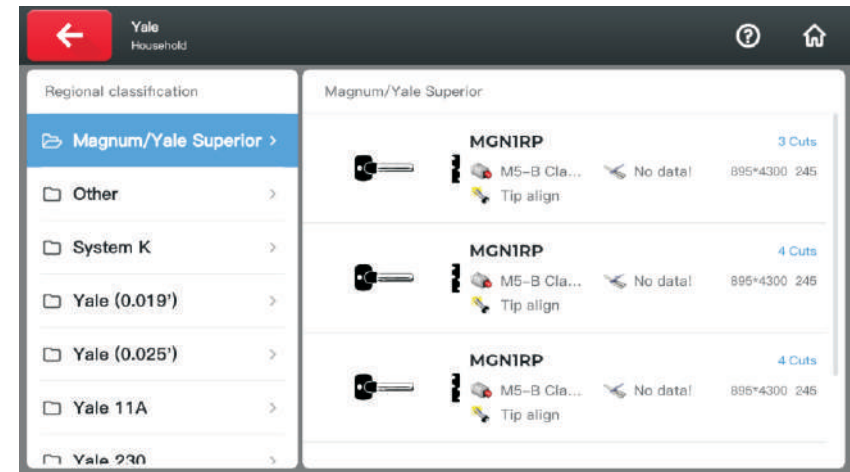 Yale
Household
Regional classification
Magnum/Yale Superior
Other
System K
Yale (0.019')
Yale (0.025')
Yale 11A
Yale 230
Magnum/Yale Superior
MGN1RP
3 Cuts
M5-B Cla... No data! 895*4300 245
Tip align
MGN1RP
4 Cuts
M5-B Cla... No data! 895*4300 245
Tip align
MGN1RP
4 Cuts
M5-B Cla... No data! 895*4300 245
Tip align